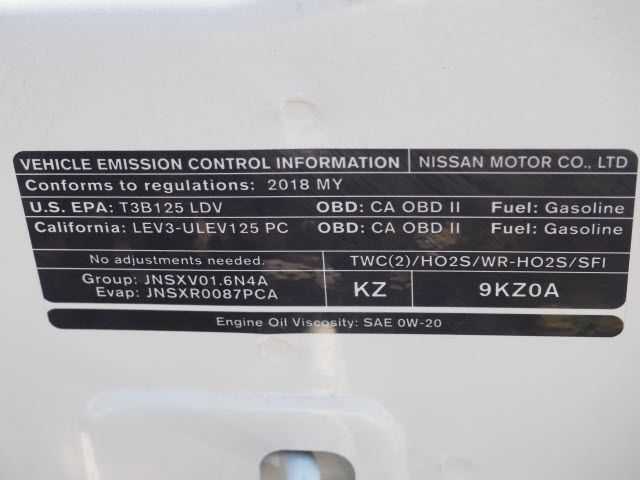 VEHICLE EMISSION CONTROL INFORMATION NISSAN MOTOR CO., LTD
Conforms to regulations: 2018 MY
U.S. EPA: T3B125 LDV OBD: CA OBD II Fuel: Gasoline
California: LEV3-ULEV125 PC OBD: CA OBD II Fuel: Gasoline
No adjustments needed. TWC(2)/HO2S/WR-HO2S/SFI
Group: JNSXV01.6N4A
Evap: JNSXR0087PCA
KZ 9KZ0A
Engine Oil Viscosity: SAE 0W-20